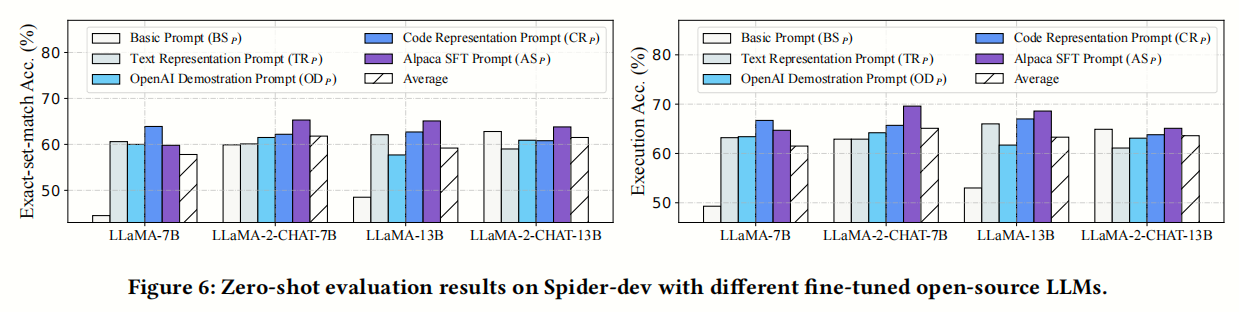 Exact-set-match Acc. (%)
80
70
60
50
Basic Prompt (BS P)
Text Representation Prompt (TR P)
OpenAI Demostration Prompt (OD P)
Code Representation Prompt (CR P)
Alpaca SFT Prompt (AS P)
Average
LLaMA-7B
LLaMA-2-CHAT-7B
LLaMA-13B
LLaMA-2-CHAT-13B
Execution Acc. (%)
80
70
60
50
Basic Prompt (BS P)
Text Representation Prompt (TR P)
OpenAI Demostration Prompt (OD P)
Code Representation Prompt (CR P)
Alpaca SFT Prompt (AS P)
Average
LLaMA-7B
LLaMA-2-CHAT-7B
LLaMA-13B
LLaMA-2-CHAT-13B
Figure 6: Zero-shot evaluation results on Spider-dev with different fine-tuned open-source LLMs.